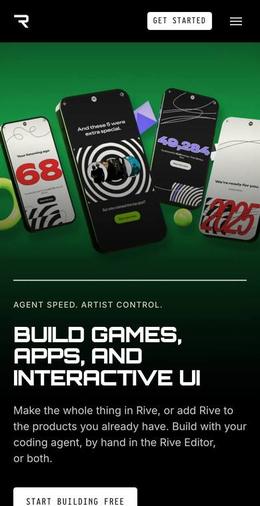 GET STARTED
And these 5 were
extra special.
Your listening age
68
49,284
We're ready for you.
2025
AGENT SPEED. ARTIST CONTROL.
BUILD GAMES,
APPS, AND
INTERACTIVE UI
Make the whole thing in Rive, or add Rive to
the products you already have. Build with your
coding agent, by hand in the Rive Editor,
or both.
START BUILDING FREE